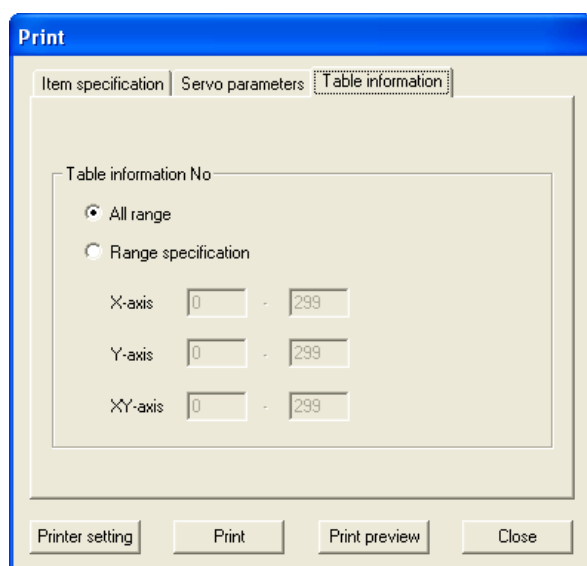 Print
Item specification Servo parameters Table information
Table information No
All range
Range specification
X-axis 0 - 299
Y-axis 0 - 299
XY-axis 0 - 299
Printer setting Print Print preview Close